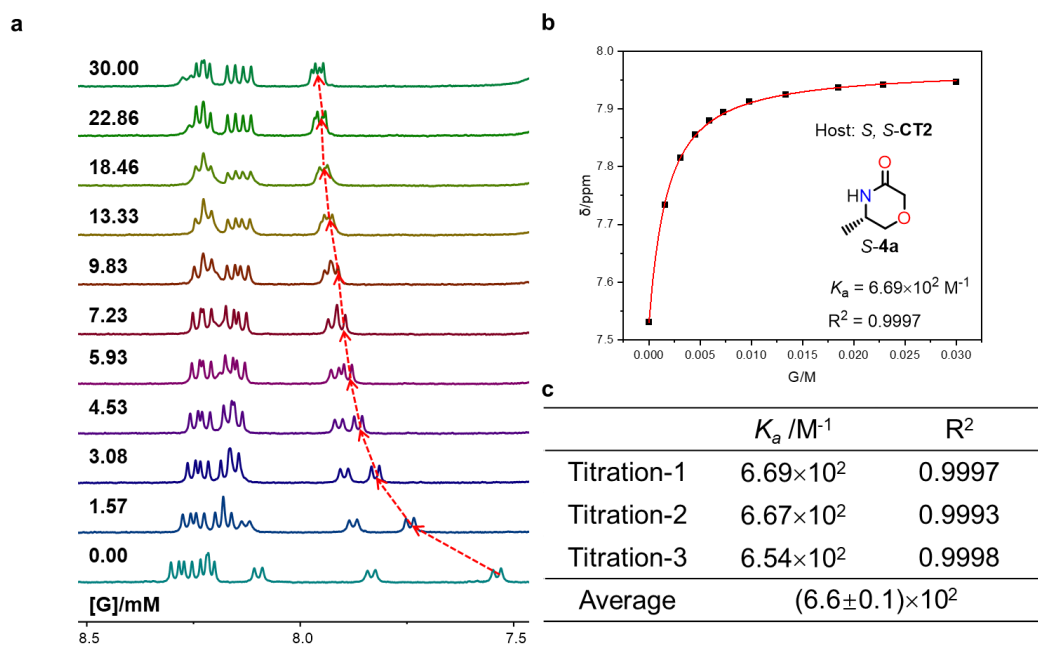 a
30.00
22.86
18.46
13.33
9.83
7.23
5.93
4.53
3.08
1.57
0.00
[G]/mM
8.5 8.0 7.5
b
8.0
7.9
7.8
7.7
7.6
7.5
δ/ppm
0.000 0.005 0.010 0.015 0.020 0.025 0.030
G/M
Host: S, S-CT2
O
HN
O
S-4a
Ka = 6.69×10² M⁻¹
R² = 0.9997
c
Ka /M⁻¹ R²
Titration-1 6.69×10² 0.9997
Titration-2 6.67×10² 0.9993
Titration-3 6.54×10² 0.9998
Average (6.6±0.1)×10²